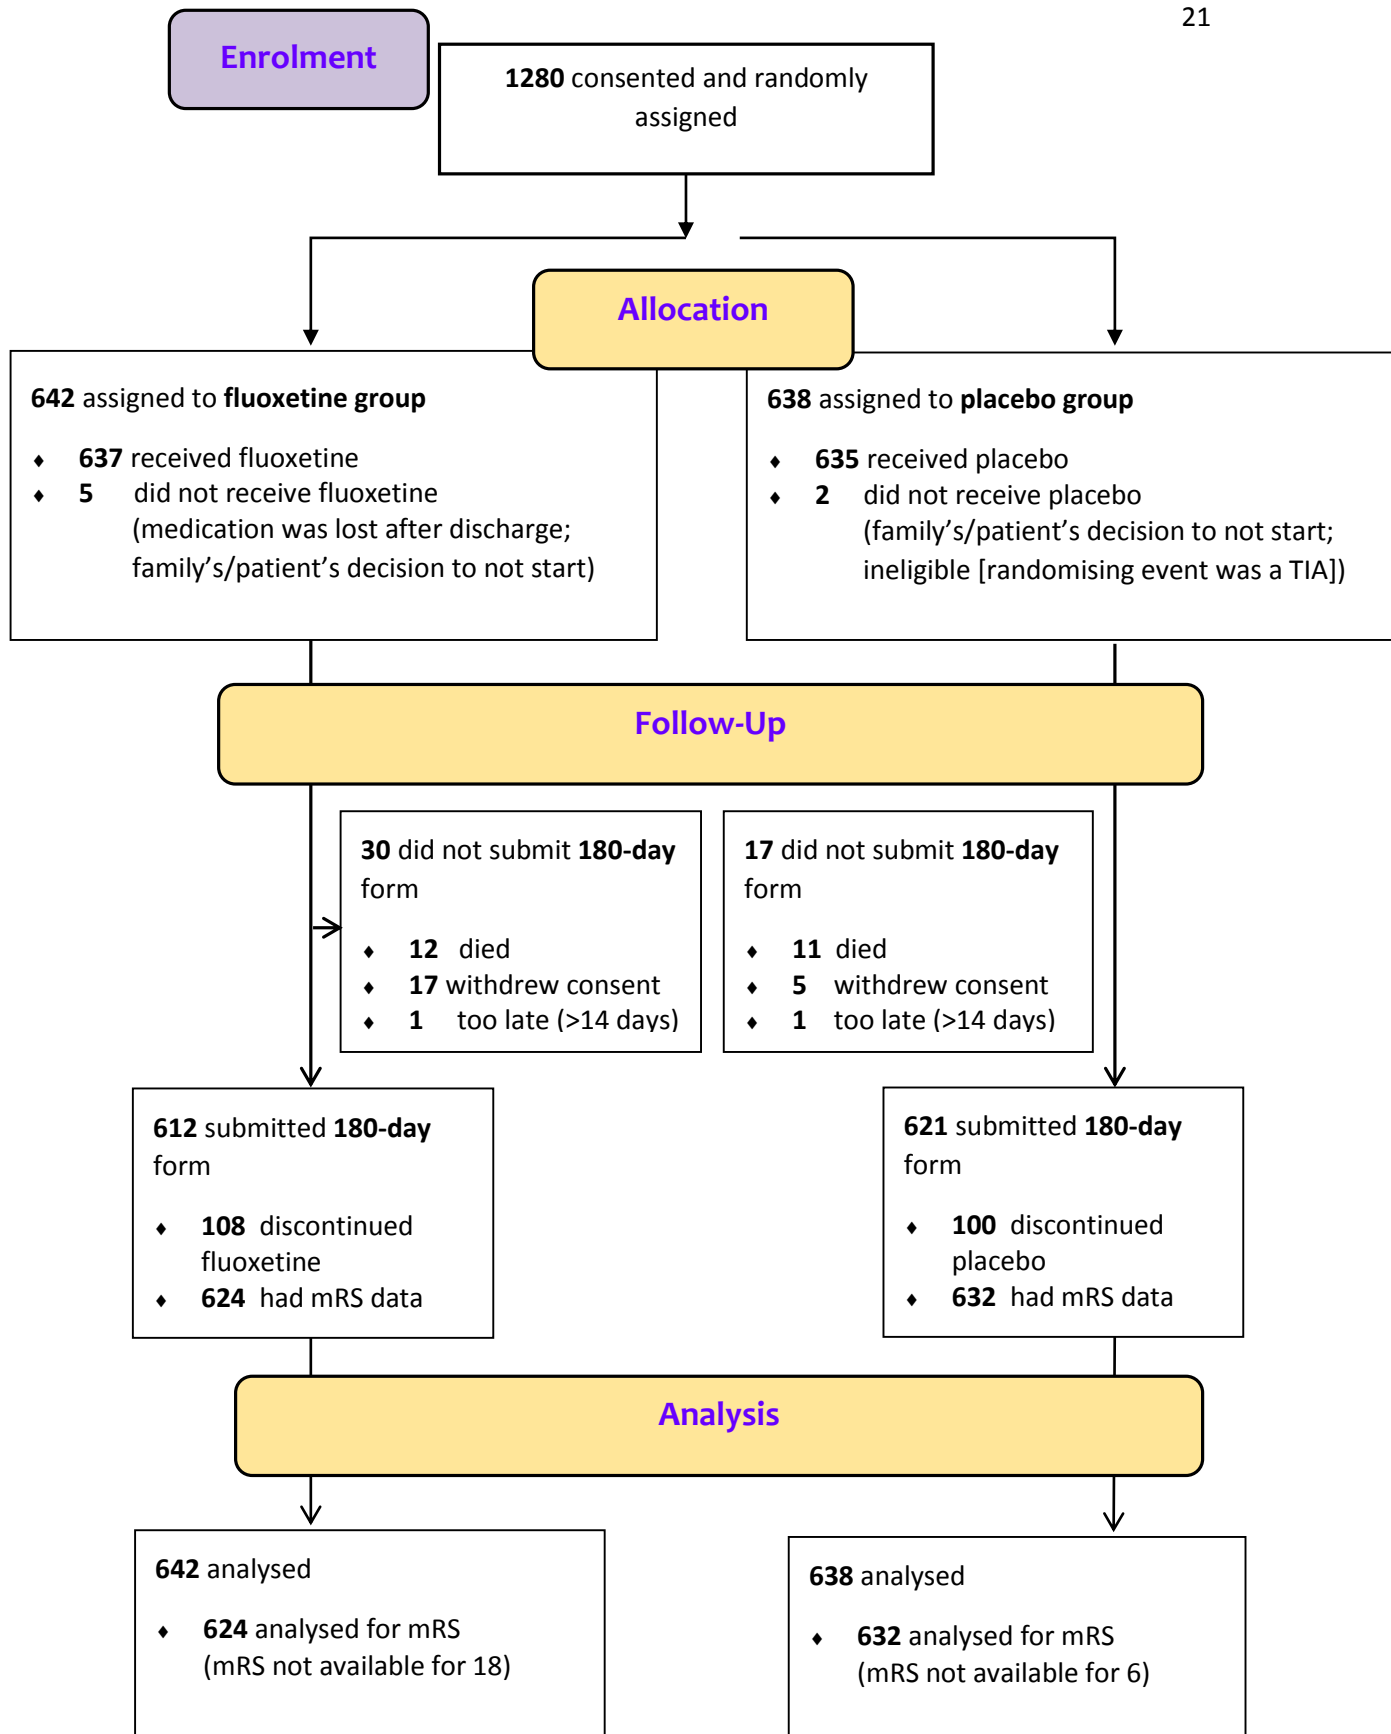 21
Enrolment
1280 consented and randomly
assigned
Allocation
642 assigned to fluoxetine group
♦ 637 received fluoxetine
♦ 5 did not receive fluoxetine
(medication was lost after discharge;
family’s/patient’s decision to not start)
638 assigned to placebo group
♦ 635 received placebo
♦ 2 did not receive placebo
(family’s/patient’s decision to not start;
ineligible [randomising event was a TIA])
Follow-Up
30 did not submit 180-day
form
♦ 12 died
♦ 17 withdrew consent
♦ 1 too late (>14 days)
17 did not submit 180-day
form
♦ 11 died
♦ 5 withdrew consent
♦ 1 too late (>14 days)
612 submitted 180-day
form
♦ 108 discontinued
fluoxetine
♦ 624 had mRS data
621 submitted 180-day
form
♦ 100 discontinued
placebo
♦ 632 had mRS data
Analysis
642 analysed
♦ 624 analysed for mRS
(mRS not available for 18)
638 analysed
♦ 632 analysed for mRS
(mRS not available for 6)